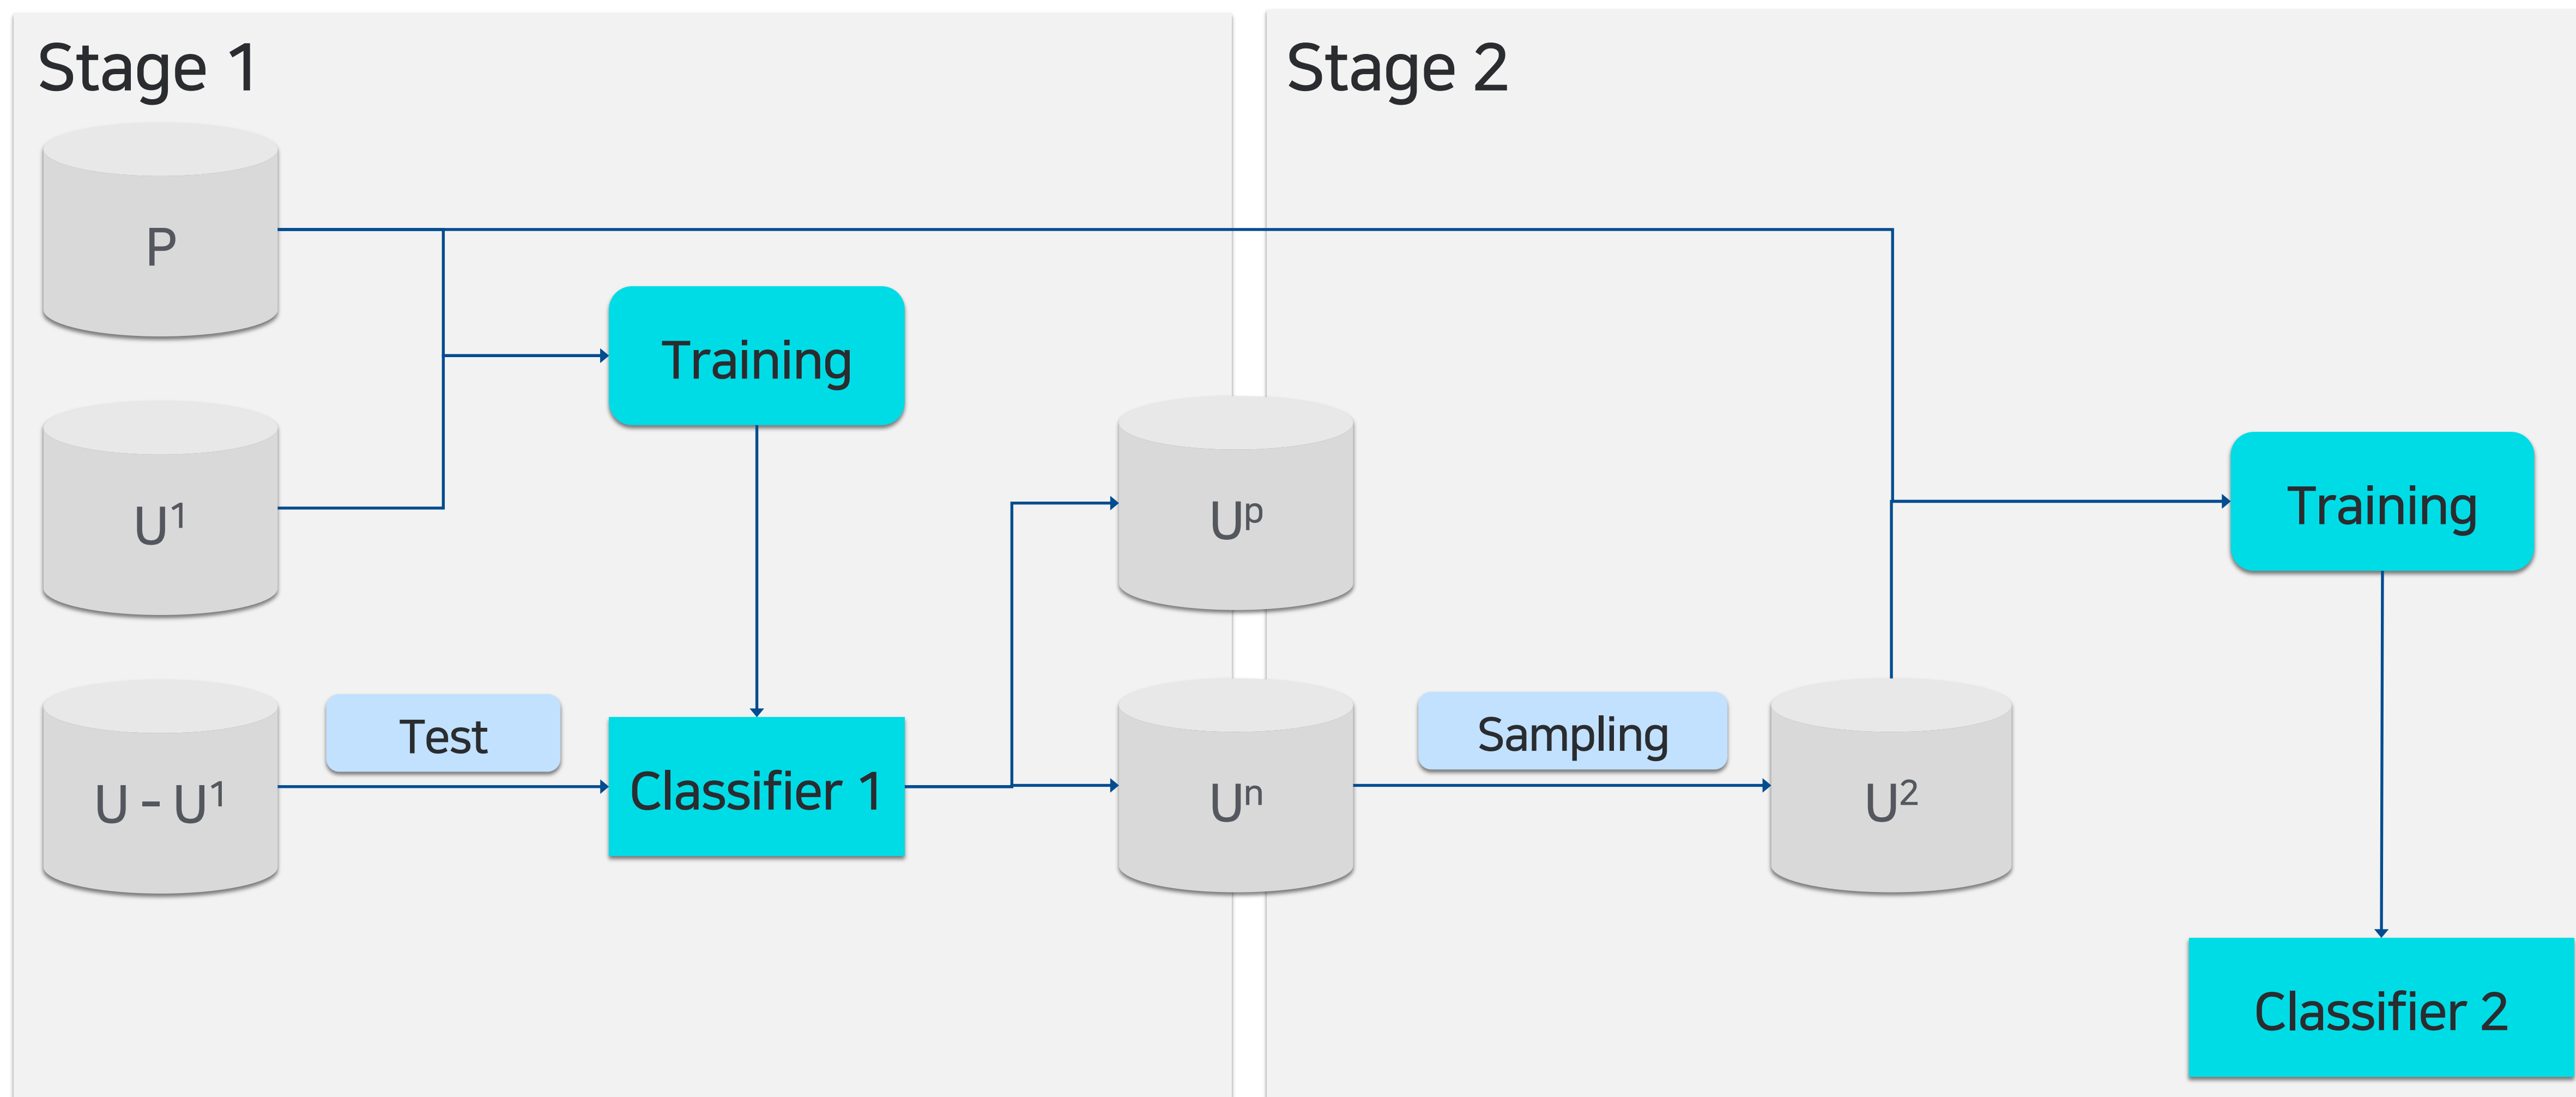 Stage 1
Stage 2
P
Training
U¹
Uᵖ
Training
Test
Sampling
U - U¹
Classifier 1
Uⁿ
U²
Classifier 2